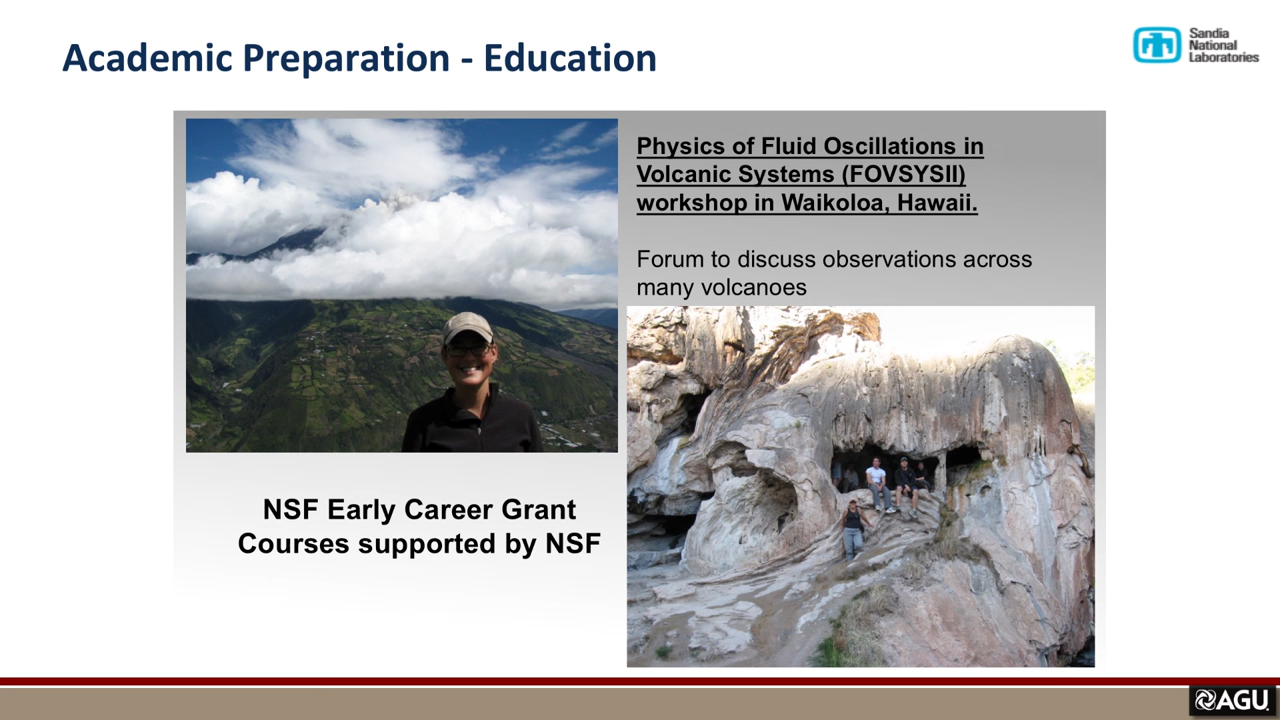 Academic Preparation - Education
Sandia
National
Laboratories
Physics of Fluid Oscillations in
Volcanic Systems (FOVSYSII)
workshop in Waikoloa, Hawaii.
Forum to discuss observations across
many volcanoes
NSF Early Career Grant
Courses supported by NSF
AGU